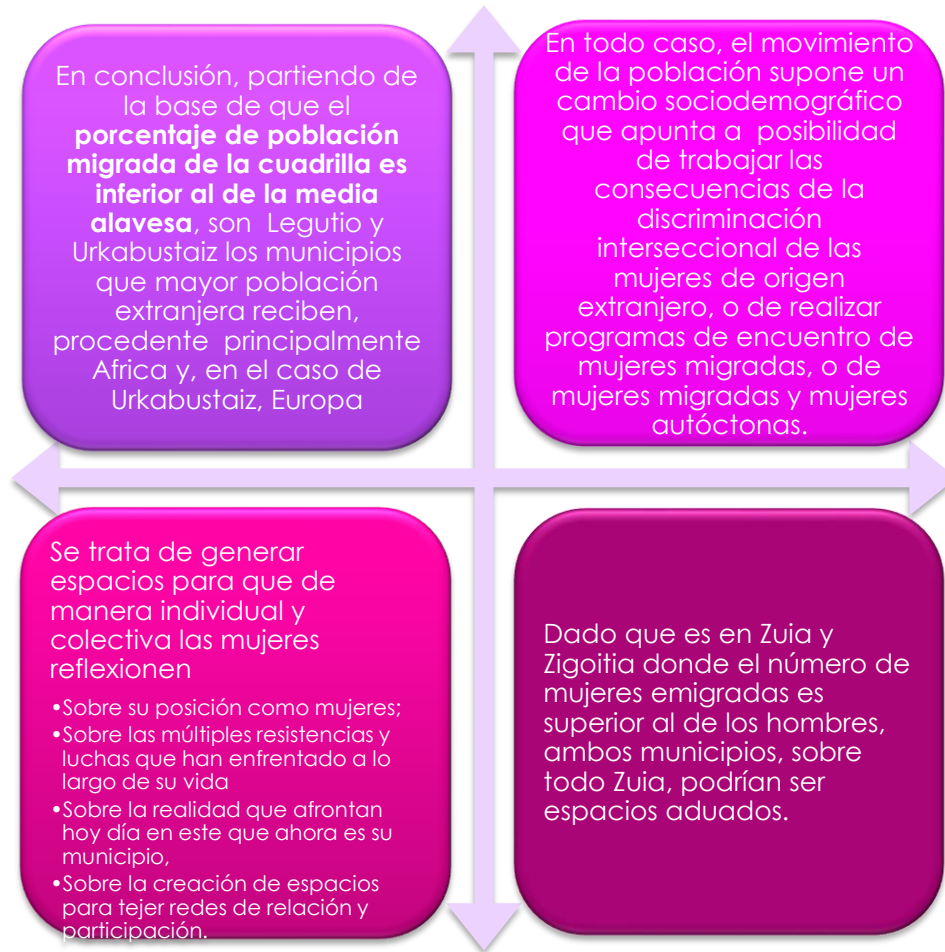 En conclusión, partiendo de
la base de que el
porcentaje de población
migrada de la cuadrilla es
inferior al de la media
alavesa, son Legutio y
Urkabustaiz los municipios
que mayor población
extranjera reciben,
procedente principalmente
Africa y, en el caso de
Urkabustaiz, Europa
En todo caso, el movimiento
de la población supone un
cambio sociodemográfico
que apunta a posibilidad
de trabajar las
consecuencias de la
discriminación
interseccional de las
mujeres de origen
extranjero, o de realizar
programas de encuentro de
mujeres migradas, o de
mujeres migradas y mujeres
autóctonas.
Se trata de generar
espacios para que de
manera individual y
colectiva las mujeres
reflexionen
•Sobre su posición como mujeres;
•Sobre las múltiples resistencias y
luchas que han enfrentado a lo
largo de su vida
•Sobre la realidad que afrontan
hoy día en este que ahora es su
municipio,
•Sobre la creación de espacios
para tejer redes de relación y
participación.
Dado que es en Zuia y
Zigoitia donde el número de
mujeres emigradas es
superior al de los hombres,
ambos municipios, sobre
todo Zuia, podrían ser
espacios aduados.